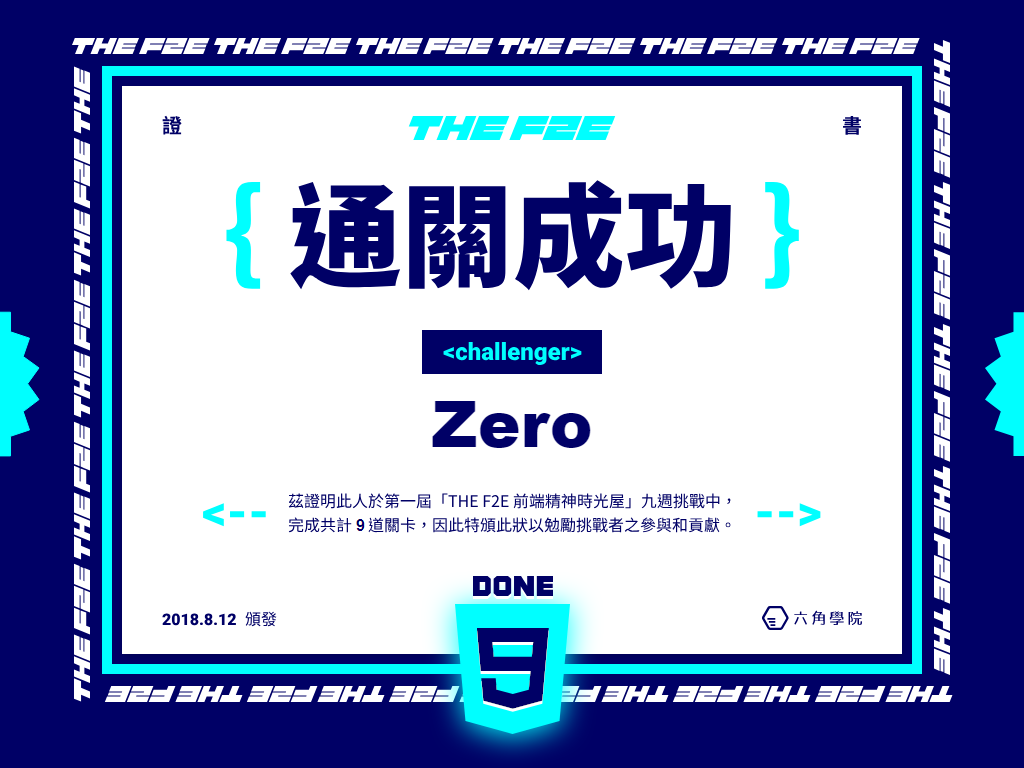 THE F2E THE F2E THE F2E THE F2E THE F2E THE F2E
THE F2E THE F2E THE F2E THE F2E THE
THE F2E THE F2E THE F2E THE F2E THE
證
THE F2E
書
{ 通關成功 }
<challenger>
Zero
<-- 茲證明此人於第一屆「THE F2E 前端精神時光屋」九週挑戰中，
完成共計 9 道關卡，因此特頒此狀以勉勵挑戰者之參與和貢獻。 -->
DONE
9
2018.8.12 頒發
六角學院
THE F2E THE F2E THE F2E THE F2E THE F2E THE F2E